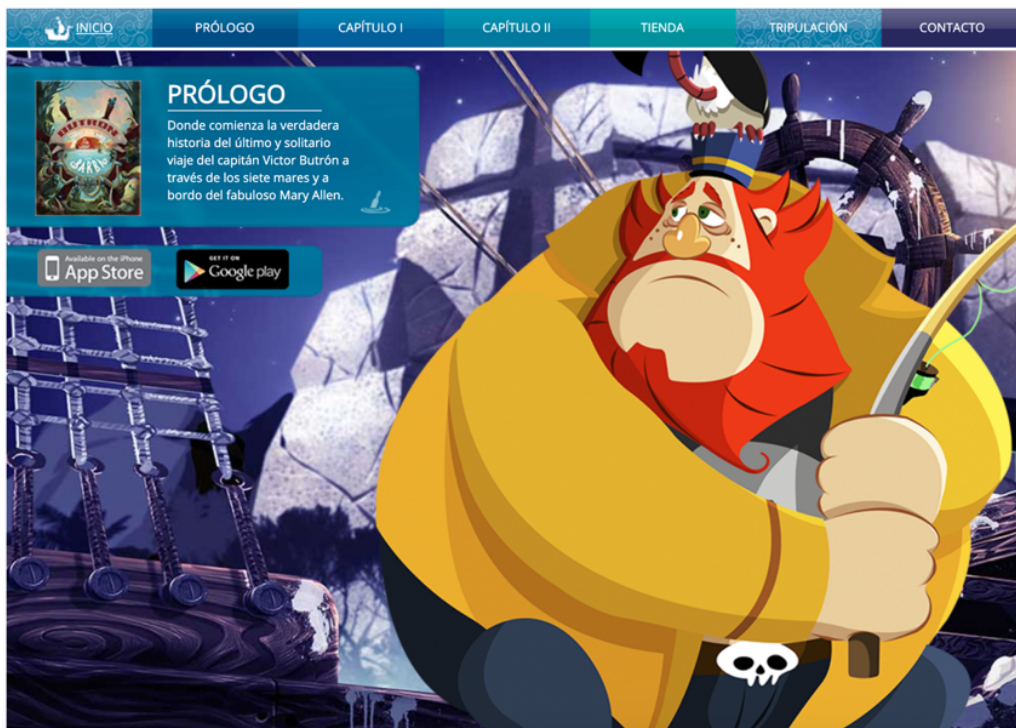 INICIO
PRÓLOGO
CAPÍTULO I
CAPÍTULO II
TIENDA
TRIPULACIÓN
CONTACTO
BUTRÓN
PRÓLOGO
Donde comienza la verdadera
historia del último y solitario
viaje del capitán Victor Butrón a
través de los siete mares y a
bordo del fabuloso Mary Allen.
Available on the iPhone
App Store
GET IT ON
Google play